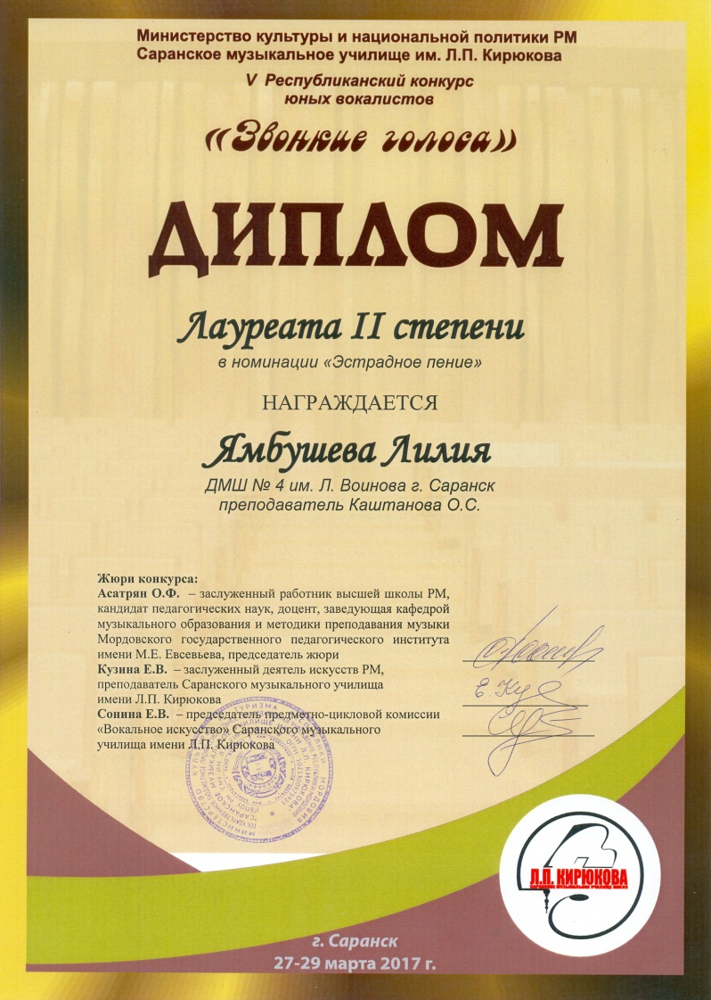 Министерство культуры и национальной политики РМ
Саранское музыкальное училище им. Л.П. Кирюкова
V Республиканский конкурс
юных вокалистов
«Звонкие голоса»
ДИПЛОМ
Лауреата II степени
в номинации «Эстрадное пение»
НАГРАЖДАЕТСЯ
Ямбушева Лилия
ДМШ № 4 им. Л. Воинова г. Саранск
преподаватель Каштанова О.С.
Жюри конкурса:
Асатрян О.Ф. – заслуженный работник высшей школы РМ,
кандидат педагогических наук, доцент, заведующая кафедрой
музыкального образования и методики преподавания музыки
Мордовского государственного педагогического института
имени М.Е. Евсевьева, председатель жюри
Кузина Е.В. – заслуженный деятель искусств РМ,
преподаватель Саранского музыкального училища
имени Л.П. Кирюкова
Сонина Е.В. – председатель предметно-цикловой комиссии
«Вокальное искусство» Саранского музыкального
училища имени Л.П. Кирюкова
Л.П. КИРЮКОВА
САРАНСКОЕ МУЗЫКАЛЬНОЕ УЧИЛИЩЕ ИМЕНИ
г. Саранск
27-29 марта 2017 г.